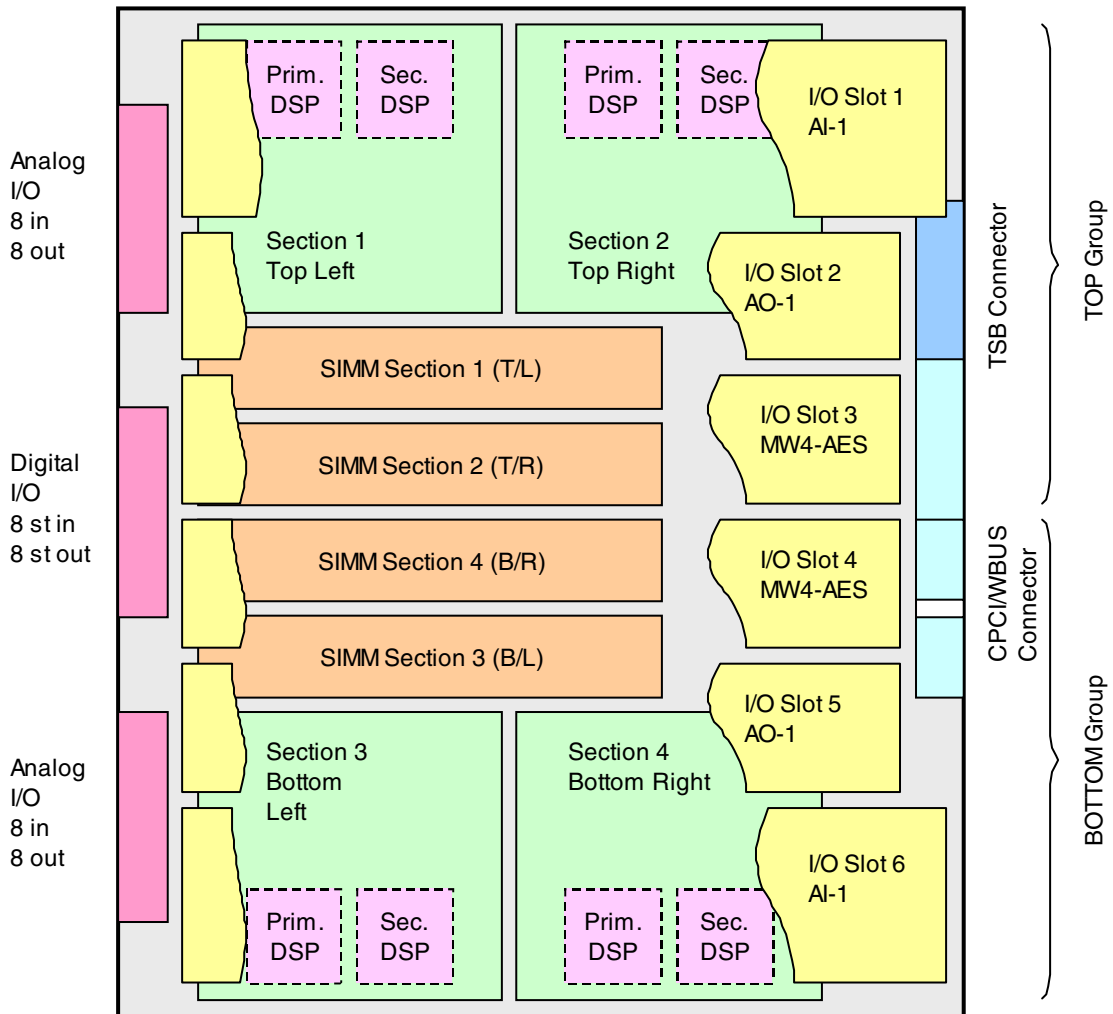 Prim.
DSP
Sec.
DSP
Prim.
DSP
Sec.
DSP
I/O Slot 1
AI-1
Analog
I/O
8 in
8 out
Section 1
Top Left
Section 2
Top Right
I/O Slot 2
AO-1
TSB Connector
TOP Group
SIMM Section 1 (T/L)
I/O Slot 3
MW4-AES
SIMM Section 2 (T/R)
Digital
I/O
8 st in
8 st out
SIMM Section 4 (B/R)
I/O Slot 4
MW4-AES
CPCI/WBUS
Connector
SIMM Section 3 (B/L)
I/O Slot 5
AO-1
BOTTOM Group
Analog
I/O
8 in
8 out
Section 3
Bottom
Left
Section 4
Bottom Right
I/O Slot 6
AI-1
Prim.
DSP
Sec.
DSP
Prim.
DSP
Sec.
DSP